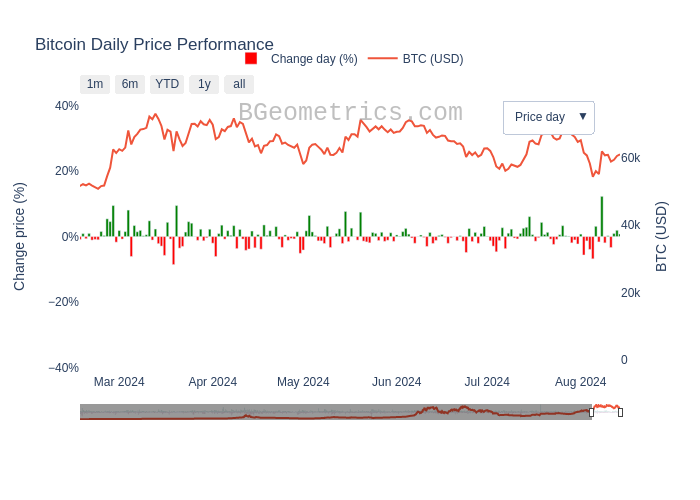 Bitcoin Daily Price Performance
Change day (%) BTC (USD)
1m 6m YTD 1y all
BGeometrics.com
Price day ▼
Change price (%)
40%
20%
0%
−20%
−40%
60k
40k
20k
0
BTC (USD)
Mar 2024 Apr 2024 May 2024 Jun 2024 Jul 2024 Aug 2024